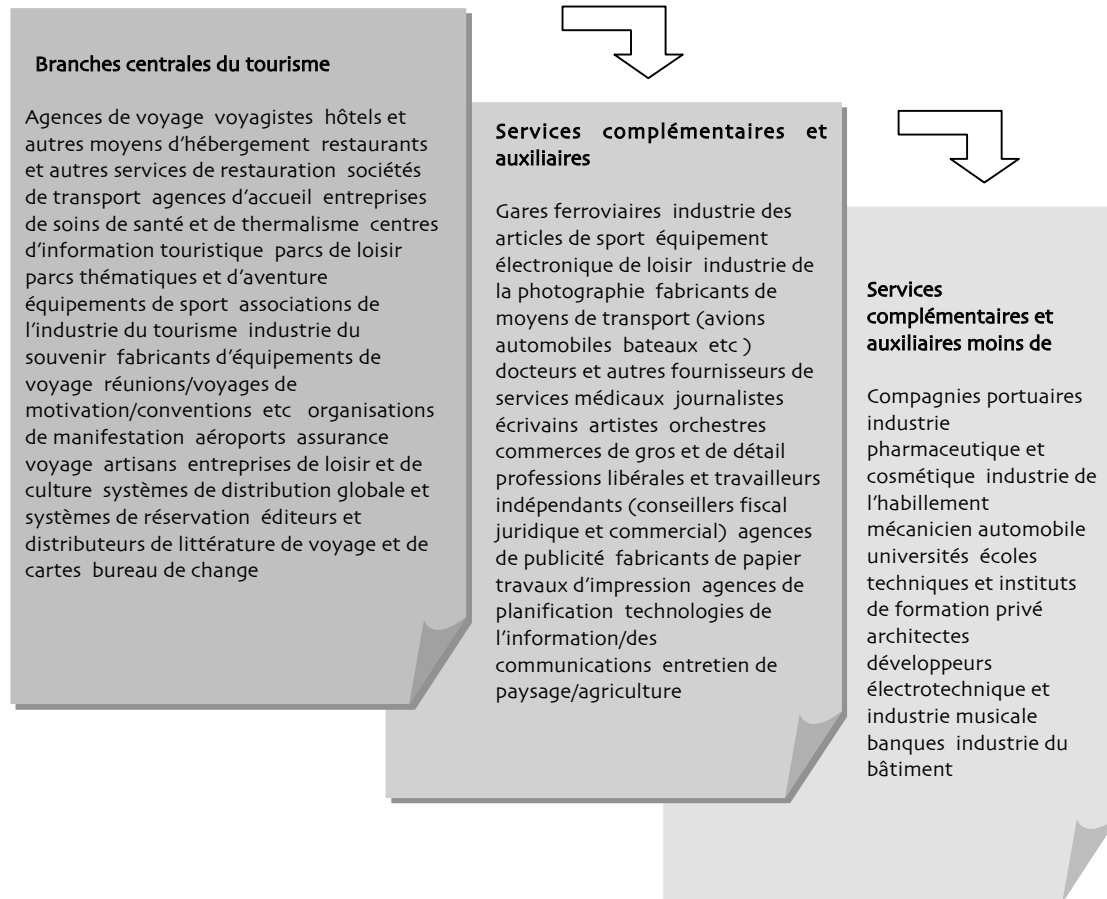 Branches centrales du tourisme
Agences de voyage voyagistes hôtels et
autres moyens d'hébergement restaurants
et autres services de restauration sociétés
de transport agences d'accueil entreprises
de soins de santé et de thermalisme centres
d'information touristique parcs de loisir
parcs thématiques et d'aventure
équipements de sport associations de
l'industrie du tourisme industrie du
souvenir fabricants d'équipements de
voyage réunions/voyages de
motivation/conventions etc organisations
de manifestation aéroports assurance
voyage artisans entreprises de loisir et de
culture systèmes de distribution globale et
systèmes de réservation éditeurs et
distributeurs de littérature de voyage et de
cartes bureau de change
Services complémentaires et
auxiliaires
Gares ferroviaires industrie des
articles de sport équipement
électronique de loisir industrie de
la photographie fabricants de
moyens de transport (avions
automobiles bateaux etc )
docteurs et autres fournisseurs de
services médicaux journalistes
écrivains artistes orchestres
commerces de gros et de détail
professions libérales et travailleurs
indépendants (conseillers fiscal
juridique et commercial) agences
de publicité fabricants de papier
travaux d'impression agences de
planification technologies de
l'information/des
communications entretien de
paysage/agriculture
Services
complémentaires et
auxiliaires moins de
Compagnies portuaires
industrie
pharmaceutique et
cosmétique industrie de
l'habillement
mécanicien automobile
universités écoles
techniques et instituts
de formation privé
architectes
développeurs
électrotechnique et
industrie musicale
banques industrie du
bâtiment